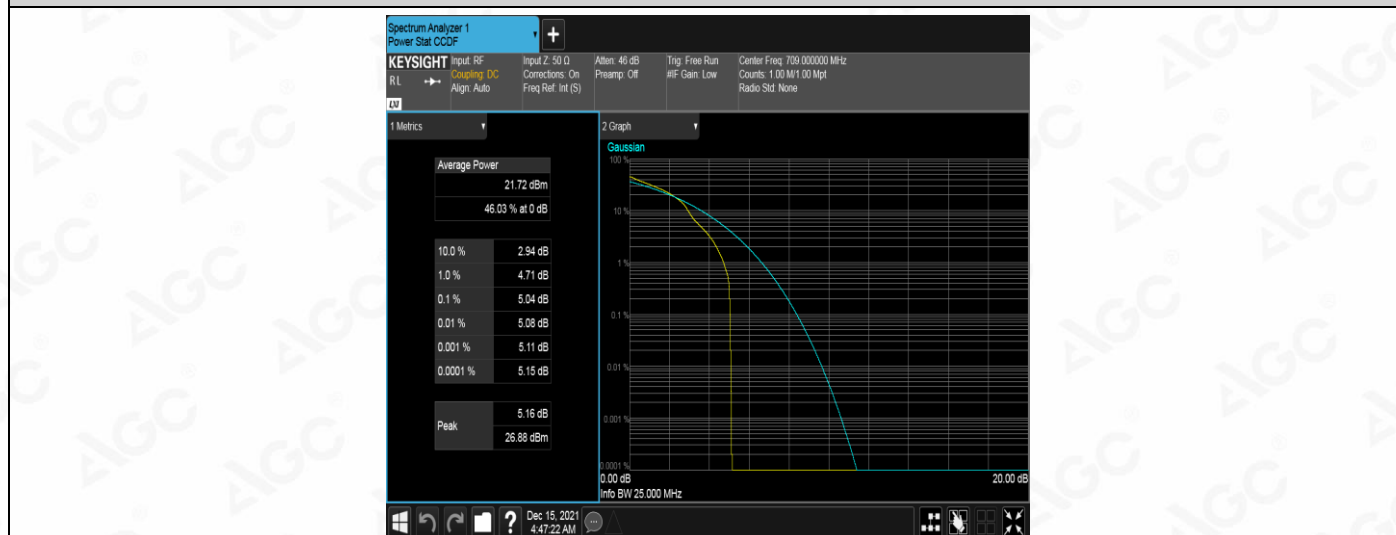 Spectrum Analyzer 1
Power Stat CCDF
+
KEYSIGHT
Input: RF
Input Z: 50 Ω
Atten: 46 dB
Trig: Free Run
Center Freq: 709.000000 MHz
RL
Coupling: DC
Corrections: On
Preamp: Off
#IF Gain: Low
Counts: 1.00 M/1.00 Mpt
Align: Auto
Freq Ref: Int (S)
Radio Std: None
LXI
1 Metrics
2 Graph
Gaussian
Average Power
21.72 dBm
46.03 % at 0 dB
10.0 % 2.94 dB
1.0 % 4.71 dB
0.1 % 5.04 dB
0.01 % 5.08 dB
0.001 % 5.11 dB
0.0001 % 5.15 dB
Peak
5.16 dB
26.88 dBm
100 %
10 %
1 %
0.1 %
0.01 %
0.001 %
0.0001 %
0.00 dB
20.00 dB
Info BW 25.000 MHz
?
Dec 15, 2021
4:47:22 AM
AGC